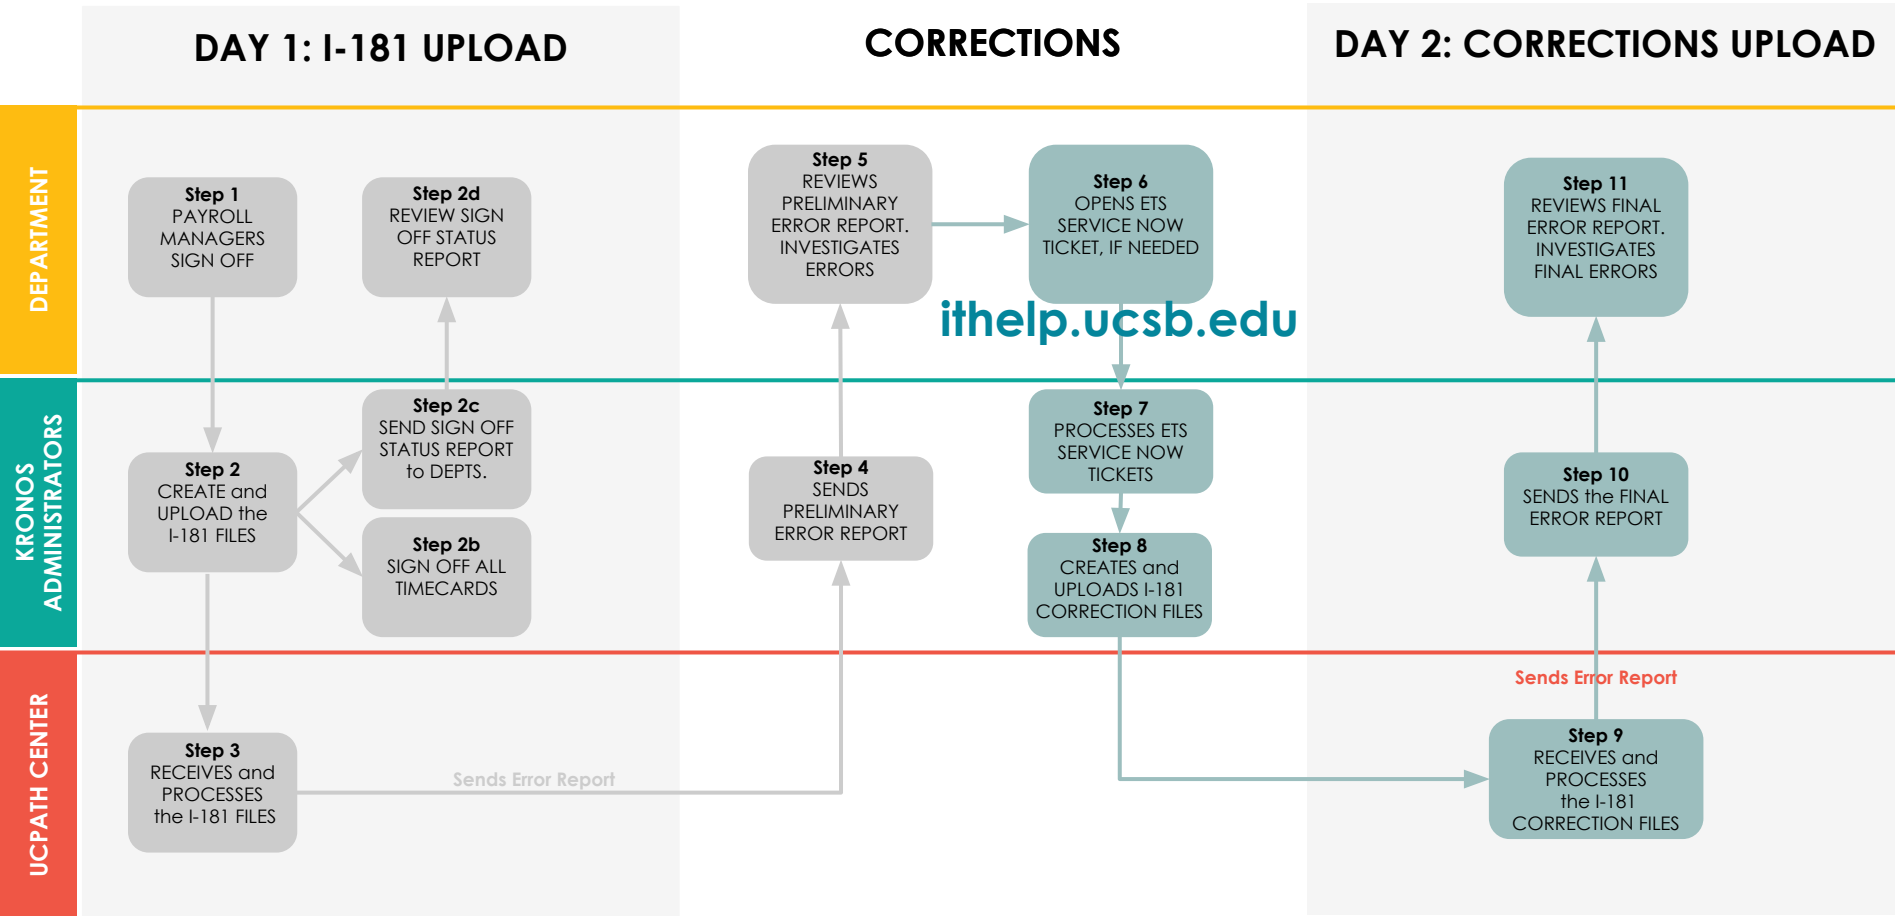 DAY 1: I-181 UPLOAD
CORRECTIONS
DAY 2: CORRECTIONS UPLOAD
DEPARTMENT
Step 1
PAYROLL
MANAGERS
SIGN OFF
Step 2d
REVIEW SIGN
OFF STATUS
REPORT
Step 5
REVIEWS
PRELIMINARY
ERROR REPORT.
INVESTIGATES
ERRORS
Step 6
OPENS ETS
SERVICE NOW
TICKET, IF NEEDED
ithelp.ucsb.edu
Step 11
REVIEWS FINAL
ERROR REPORT.
INVESTIGATES
FINAL ERRORS
KRONOS
ADMINISTRATORS
Step 2
CREATE and
UPLOAD the
I-181 FILES
Step 2c
SEND SIGN OFF
STATUS REPORT
to DEPTS.
Step 2b
SIGN OFF ALL
TIMECARDS
Step 4
SENDS
PRELIMINARY
ERROR REPORT
Step 7
PROCESSES ETS
SERVICE NOW
TICKETS
Step 8
CREATES and
UPLOADS I-181
CORRECTION FILES
Step 10
SENDS the FINAL
ERROR REPORT
UCPATH CENTER
Step 3
RECEIVES and
PROCESSES
the I-181 FILES
Sends Error Report
Sends Error Report
Step 9
RECEIVES and
PROCESSES
the I-181
CORRECTION FILES